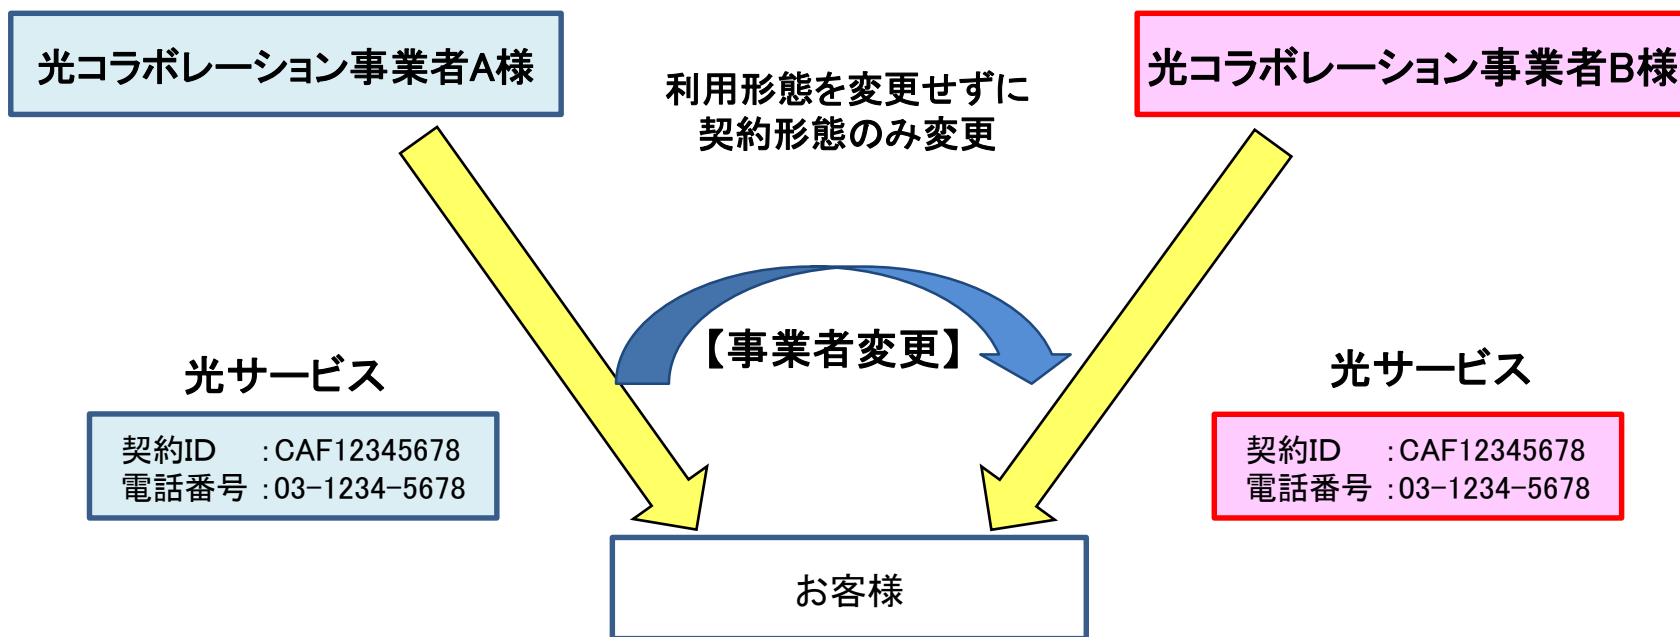 光コラボレーション事業者A様
光コラボレーション事業者B様
利用形態を変更せずに
契約形態のみ変更
【事業者変更】
光サービス
契約ID :CAF12345678
電話番号 :03-1234-5678
光サービス
契約ID :CAF12345678
電話番号 :03-1234-5678
お客様